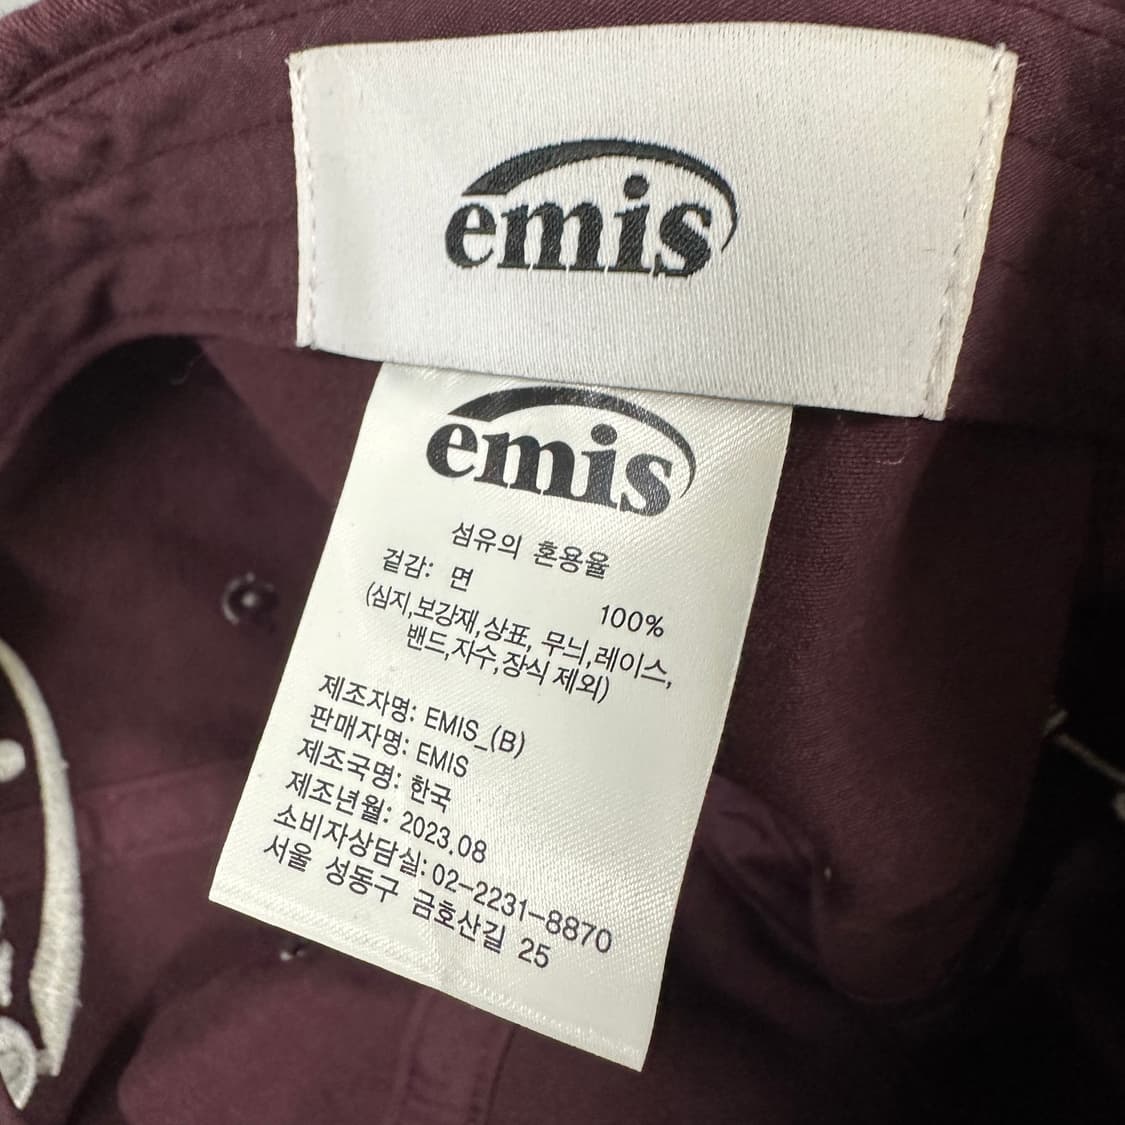 emis
emis
섬유의 혼용율
겉감: 면 100%
(심지,보강재,상표, 무늬,레이스,
밴드,자수,장식 제외)
제조자명: EMIS_(B)
판매자명: EMIS
제조국명: 한국
제조년월: 2023.08
소비자상담실: 02-2231-8870
서울 성동구 금호산길 25